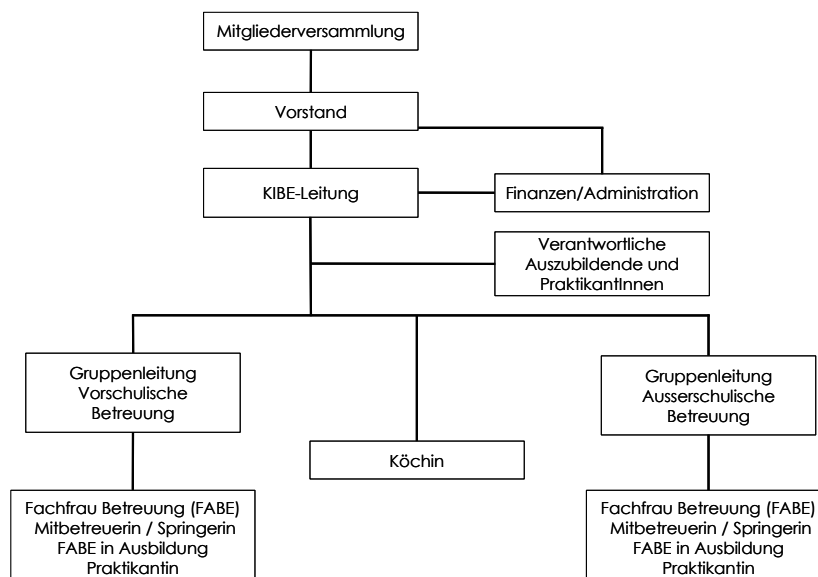 Mitgliederversammlung
Vorstand
KIBE-Leitung
Finanzen/Administration
Verantwortliche
Auszubildende und
PraktikantInnen
Gruppenleitung
Vorschulische
Betreuung
Gruppenleitung
Ausserschulische
Betreuung
Köchin
Fachfrau Betreuung (FABE)
Mitbetreuerin / Springerin
FABE in Ausbildung
Praktikantin
Fachfrau Betreuung (FABE)
Mitbetreuerin / Springerin
FABE in Ausbildung
Praktikantin